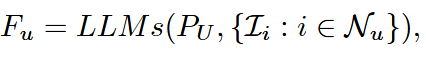 F_u = LLMs(P_U, {\mathcal{I}_i : i \in \mathcal{N}_u}),